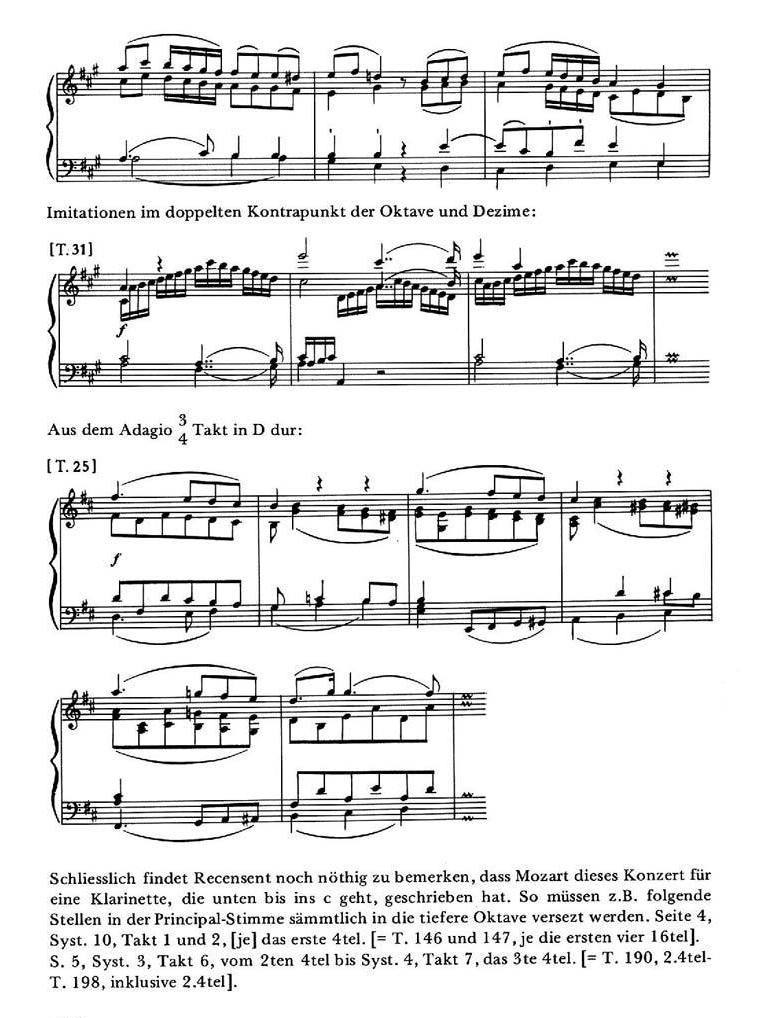 Imitationen im doppelten Kontrapunkt der Oktave und Dezime:
[T.31]
f
Aus dem Adagio 3/4 Takt in D dur:
[T. 25]
f
Schliesslich findet Recensent noch nöthig zu bemerken, dass Mozart dieses Konzert für
eine Klarinette, die unten bis ins c geht, geschrieben hat. So müssen z.B. folgende
Stellen in der Principal-Stimme sämmtlich in die tiefere Oktave versezt werden. Seite 4,
Syst. 10, Takt 1 und 2, [je] das erste 4tel. [= T. 146 und 147, je die ersten vier 16tel].
S. 5, Syst. 3, Takt 6, vom 2ten 4tel bis Syst. 4, Takt 7, das 3te 4tel. [= T. 190, 2.4tel-
T. 198, inklusive 2.4tel].